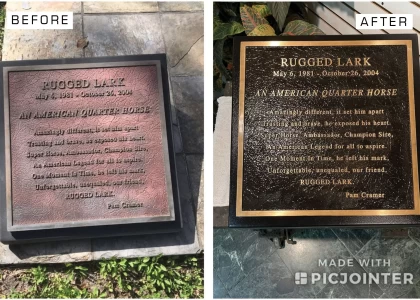 BEFORE
RUGGED LARK
May 6, 1981 - October 26, 2004
AN AMERICAN QUARTER HORSE
Amazingly different, it set him apart
Trusting and brave, he exposed his heart.
Super Horse, Ambassador, Champion Sire,
An American Legend for all to aspire.
One Moment In Time, he left his mark,
Unforgettable, unequaled, our friend,
RUGGED LARK.
Pam Cramer
AFTER
RUGGED LARK
May 6, 1981 - October 26, 2004
AN AMERICAN QUARTER HORSE
Amazingly different, it set him apart
Trusting and brave, he exposed his heart.
Super Horse, Ambassador, Champion Sire,
An American Legend for all to aspire.
One Moment In Time, he left his mark,
Unforgettable, unequaled, our friend,
RUGGED LARK.
Pam Cramer
MADE WITH
PICJOINTER